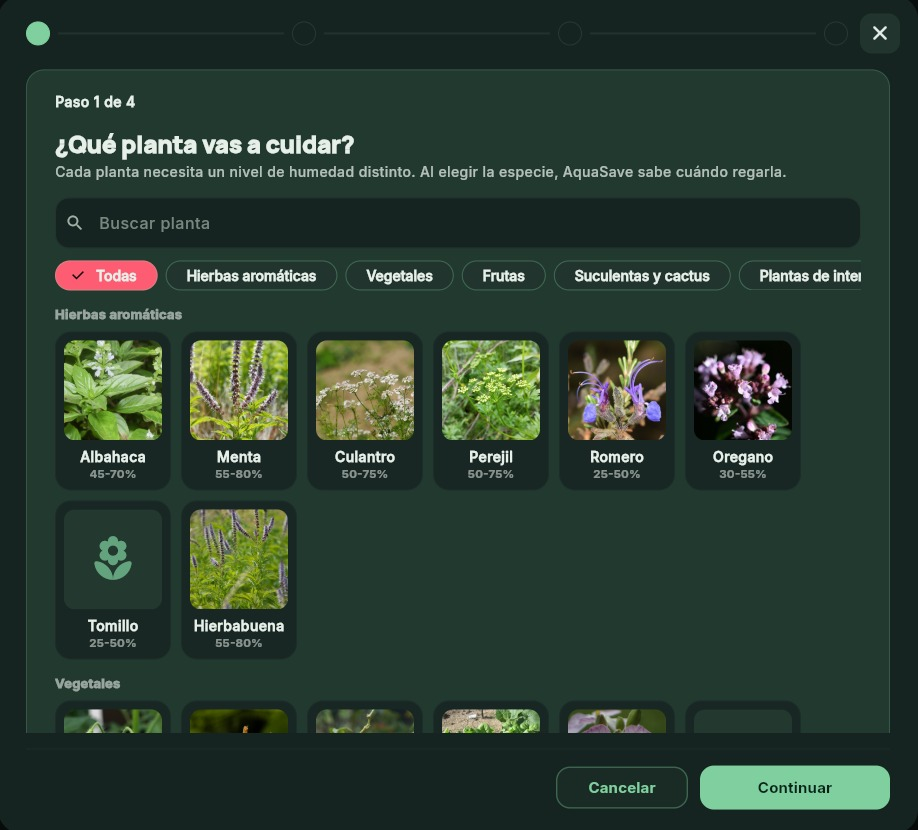 Paso 1 de 4
¿Qué planta vas a cuidar?
Cada planta necesita un nivel de humedad distinto. Al elegir la especie, AquaSave sabe cuándo regarla.
Buscar planta
Todas Hierbas aromáticas Vegetales Frutas Suculentas y cactus Plantas de inter
Hierbas aromáticas
Albahaca Menta Culantro Perejil Romero Oregano
45-70% 55-80% 50-75% 50-75% 25-50% 30-55%
Tomillo Hierbabuena
25-50% 55-80%
Vegetales
Cancelar Continuar